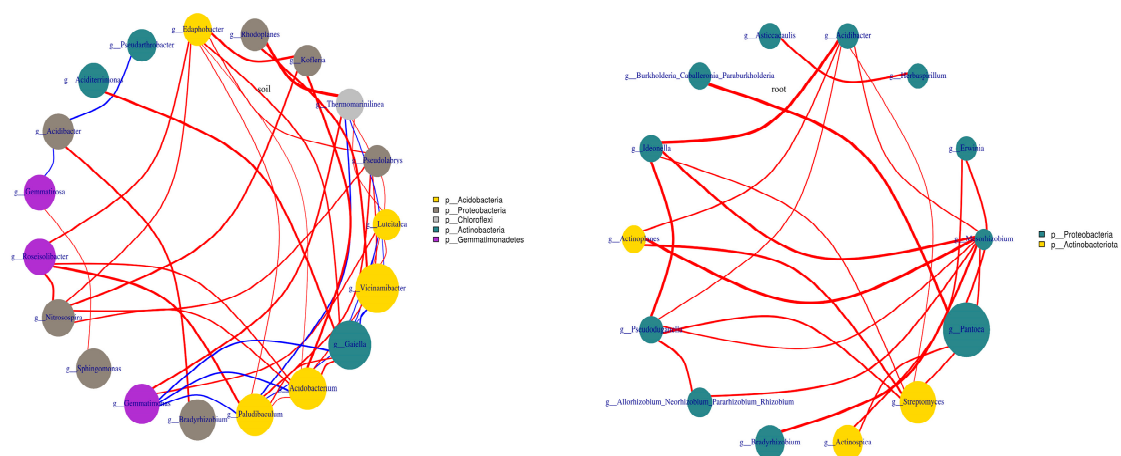 g__Edaphobacter
g__Rhodoplanes
g__Pseudarthrobacter
g__Kofleria
g__Aciditerrimonas
soil
g__Thermomarinilinea
g__Acidibacter
g__Pseudolabrys
g__Gemmatirosa
g__Luteitalea
g__Roseisolibacter
g__Vicinamibacter
g__Nitrosospira
g__Gaiella
g__Sphingomonas
g__Acidobacterium
g__Gemmatimonas
g__Paludibaculum
g__Bradyrhizobium
p__Acidobacteria
p__Proteobacteria
p__Chloroflexi
p__Actinobacteria
p__Gemmatimonadetes
g__Asticcacaulis
g__Acidibacter
g__Burkholderia_Caballeronia_Paraburkholderia
g__Herbaspirillum
root
g__Ideonella
g__Erwinia
g__Actinoplanes
g__Mesorhizobium
g__Pseudoduganella
g__Pantoea
g__Allorhizobium_Neorhizobium_Pararhizobium_Rhizobium
g__Streptomyces
g__Bradyrhizobium
g__Actinospica
p__Proteobacteria
p__Actinobacteriota